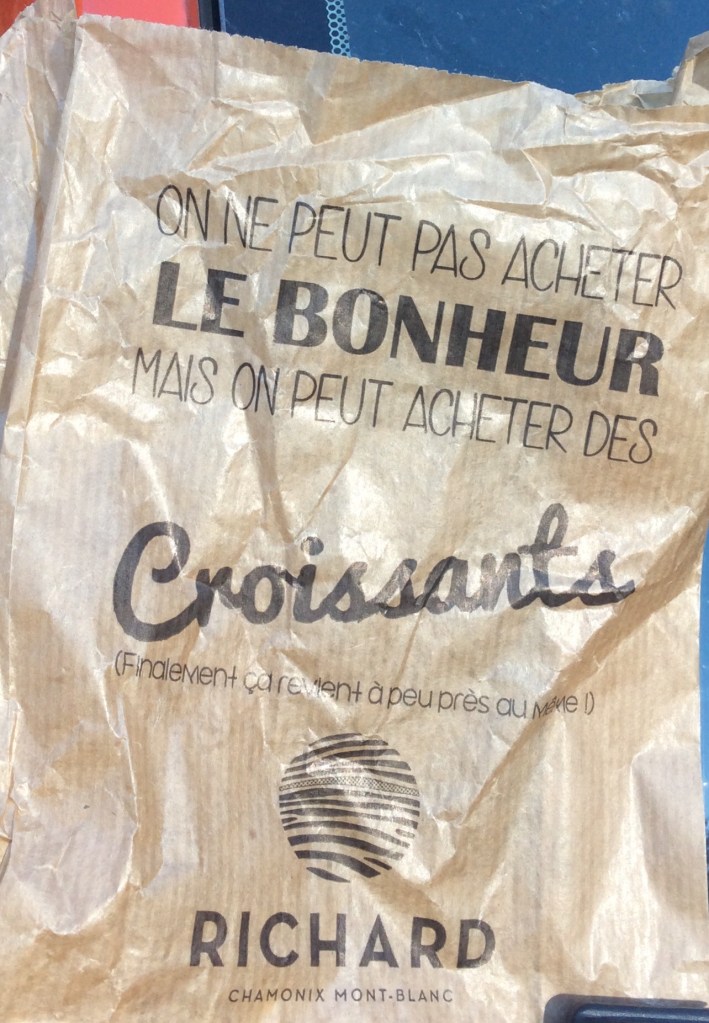 ON NE PEUT PAS ACHETER
LE BONHEUR
MAIS ON PEUT ACHETER DES
Croissants
(Finalement ça revient à peu près au même !)
RICHARD
CHAMONIX MONT-BLANC